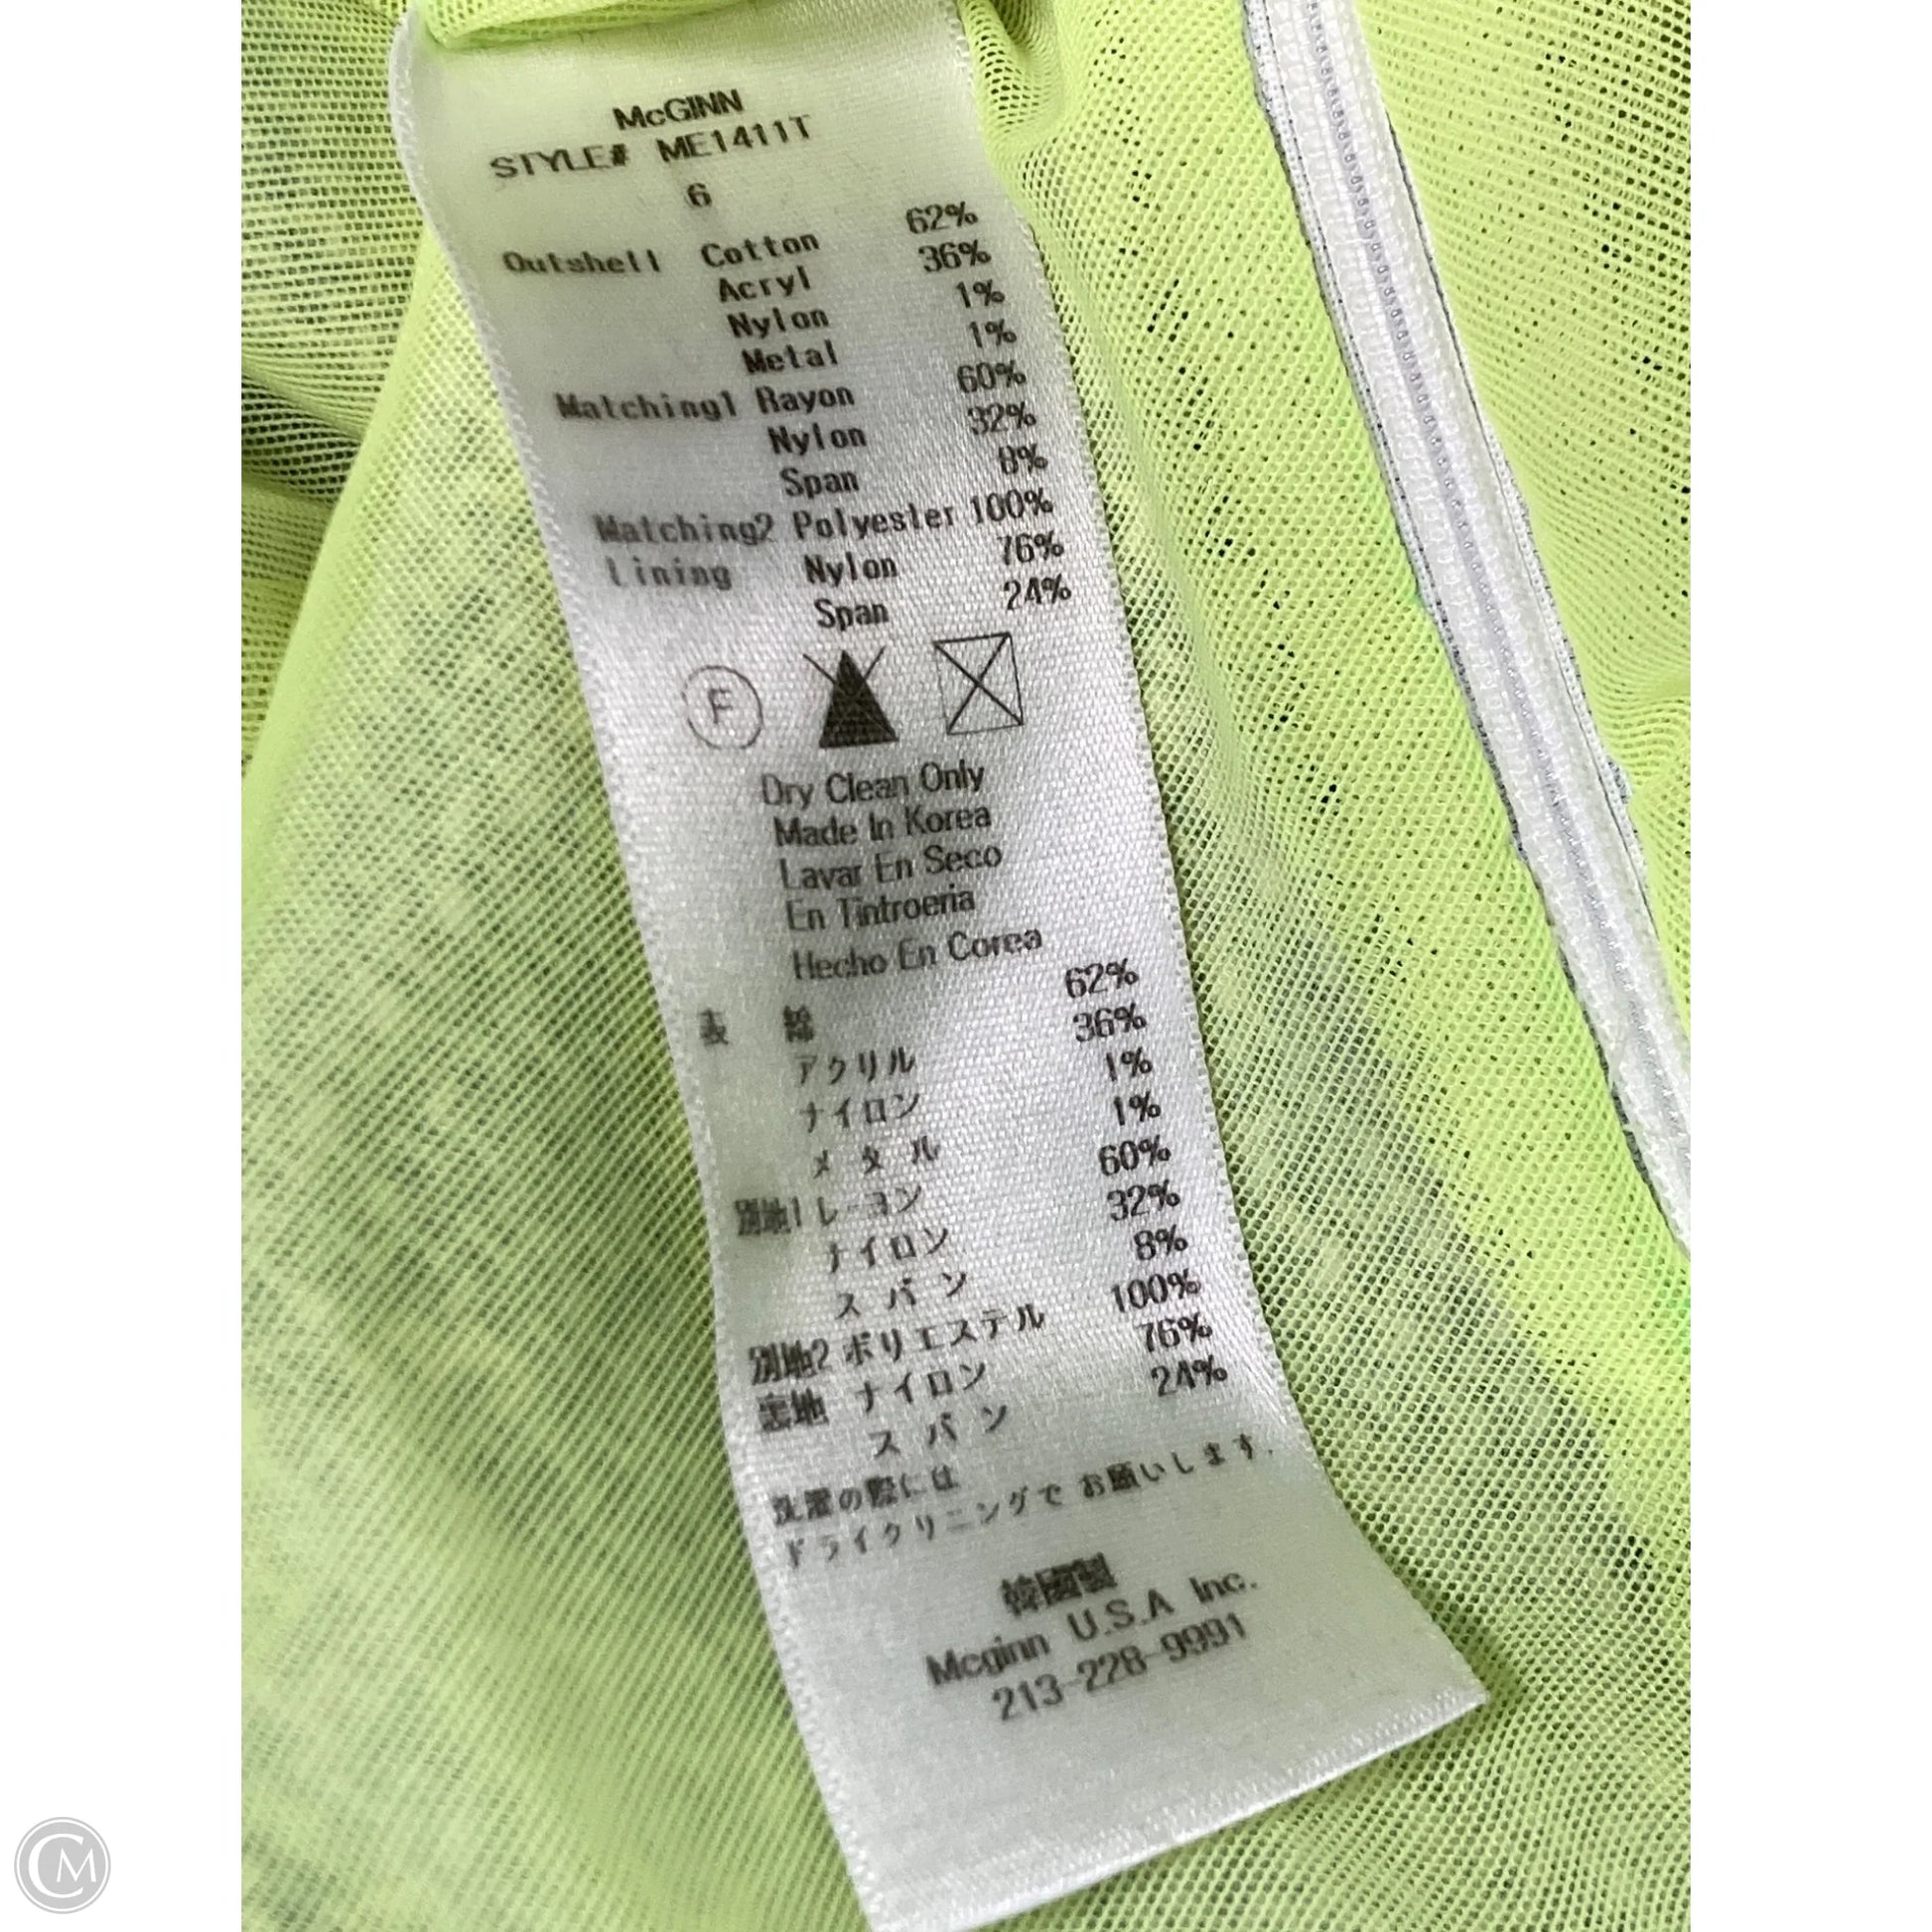 McGINN
STYLE# ME1411T
6
Outshell Cotton 62%
Acryl 36%
Nylon 1%
Metal 1%
Matching1 Rayon 60%
Nylon 32%
Span 8%
Matching2 Polyester 100%
Lining Nylon 76%
Span 24%
F
Dry Clean Only
Made In Korea
Lavar En Seco
En Tintroeria
Hecho En Corea
表 綿 62%
アクリル 36%
ナイロン 1%
メタル 1%
別地1 レーヨン 60%
ナイロン 32%
スパン 8%
別地2 ポリエステル 100%
裏地 ナイロン 76%
スパン 24%
洗濯の際には
ドライクリニングでお願いします.
韓國製
Mcginn U.S.A Inc.
213-228-9991
CM